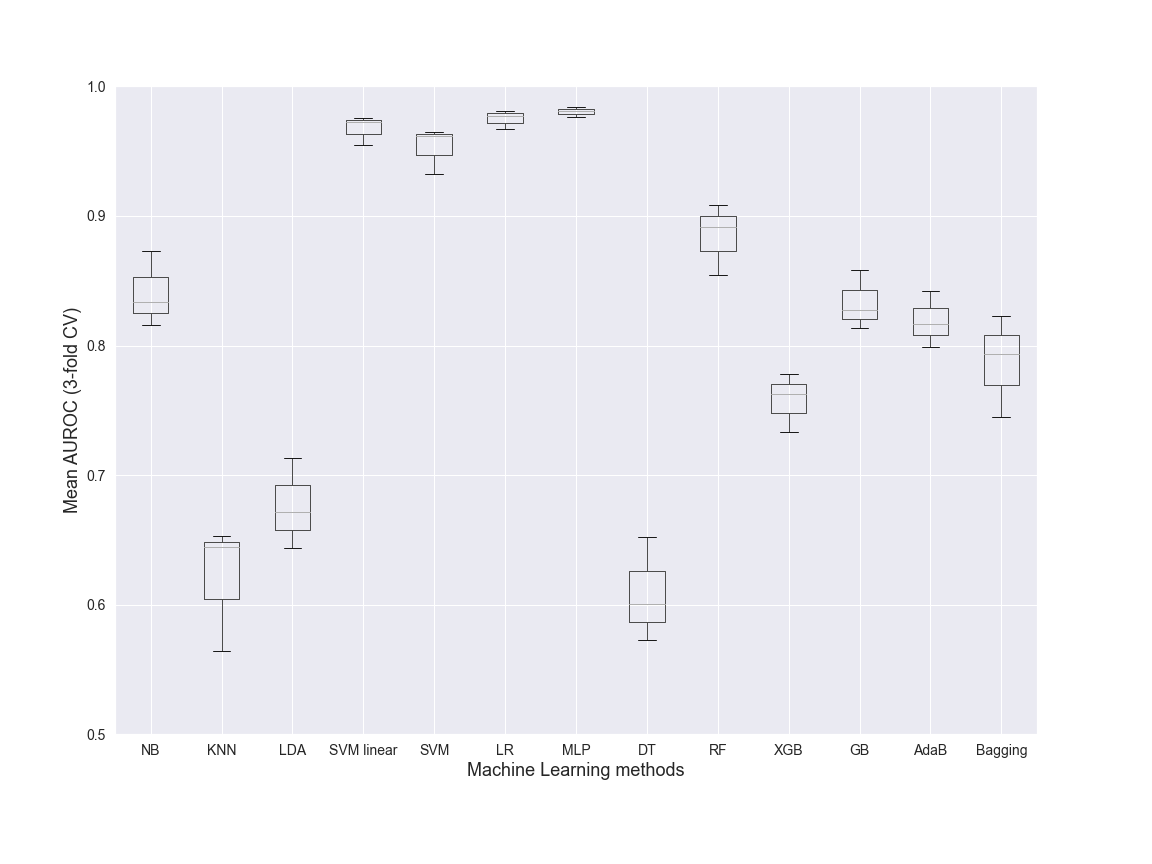 Mean AUROC (3-fold CV)
1.0
0.9
0.8
0.7
0.6
0.5
NB KNN LDA SVM linear SVM LR MLP DT RF XGB GB AdaB Bagging
Machine Learning methods